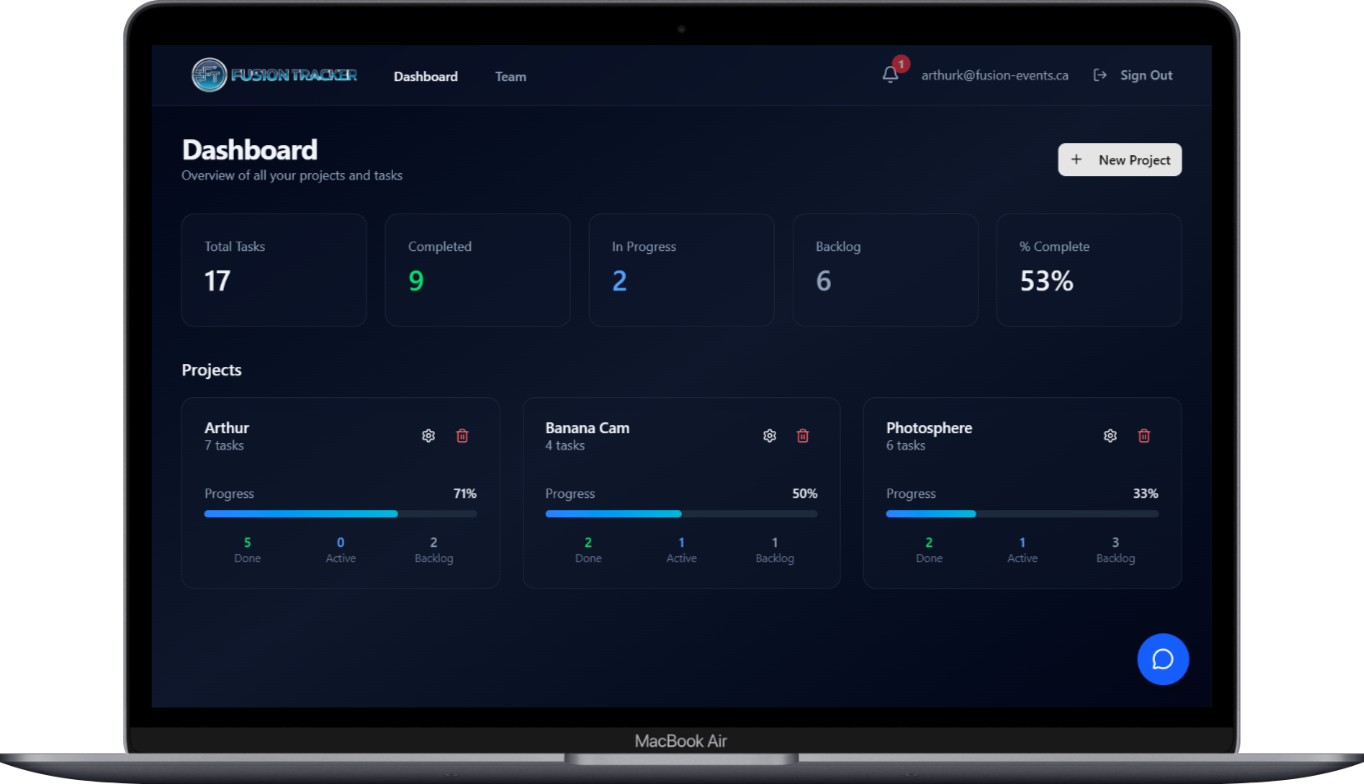 FUSION TRACKER
Dashboard
Team
1
arthurk@fusion-events.ca
Sign Out
Dashboard
Overview of all your projects and tasks
+ New Project
Total Tasks
17
Completed
9
In Progress
2
Backlog
6
% Complete
53%
Projects
Arthur
7 tasks
Progress
71%
5
Done
0
Active
2
Backlog
Banana Cam
4 tasks
Progress
50%
2
Done
1
Active
1
Backlog
Photosphere
6 tasks
Progress
33%
2
Done
1
Active
3
Backlog
MacBook Air